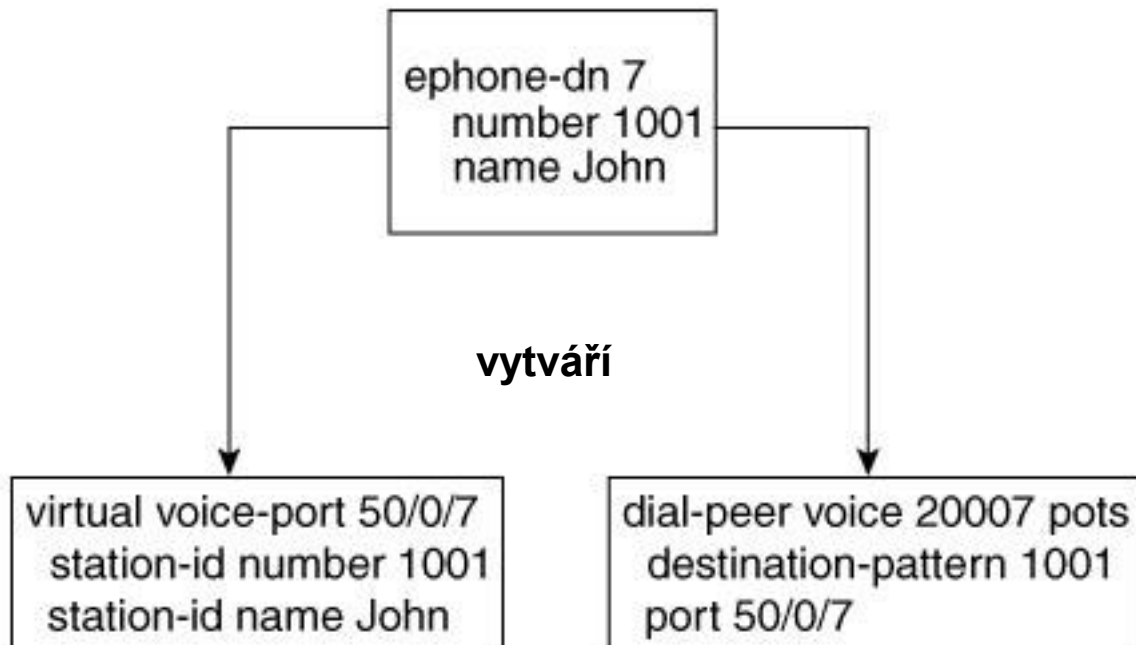 ephone-dn 7
number 1001
name John
vytváří
virtual voice-port 50/0/7
station-id number 1001
station-id name John
dial-peer voice 20007 pots
destination-pattern 1001
port 50/0/7